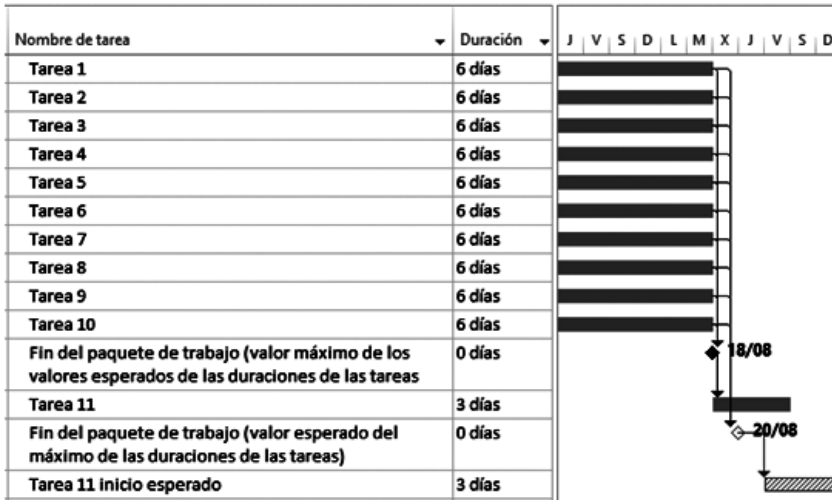 Nombre de tarea Duración J V S D L M X J V S D
Tarea 1 6 días
Tarea 2 6 días
Tarea 3 6 días
Tarea 4 6 días
Tarea 5 6 días
Tarea 6 6 días
Tarea 7 6 días
Tarea 8 6 días
Tarea 9 6 días
Tarea 10 6 días
Fin del paquete de trabajo (valor máximo de los 0 días 18/08
valores esperados de las duraciones de las tareas
Tarea 11 3 días
Fin del paquete de trabajo (valor esperado del 0 días 20/08
máximo de las duraciones de las tareas)
Tarea 11 inicio esperado 3 días